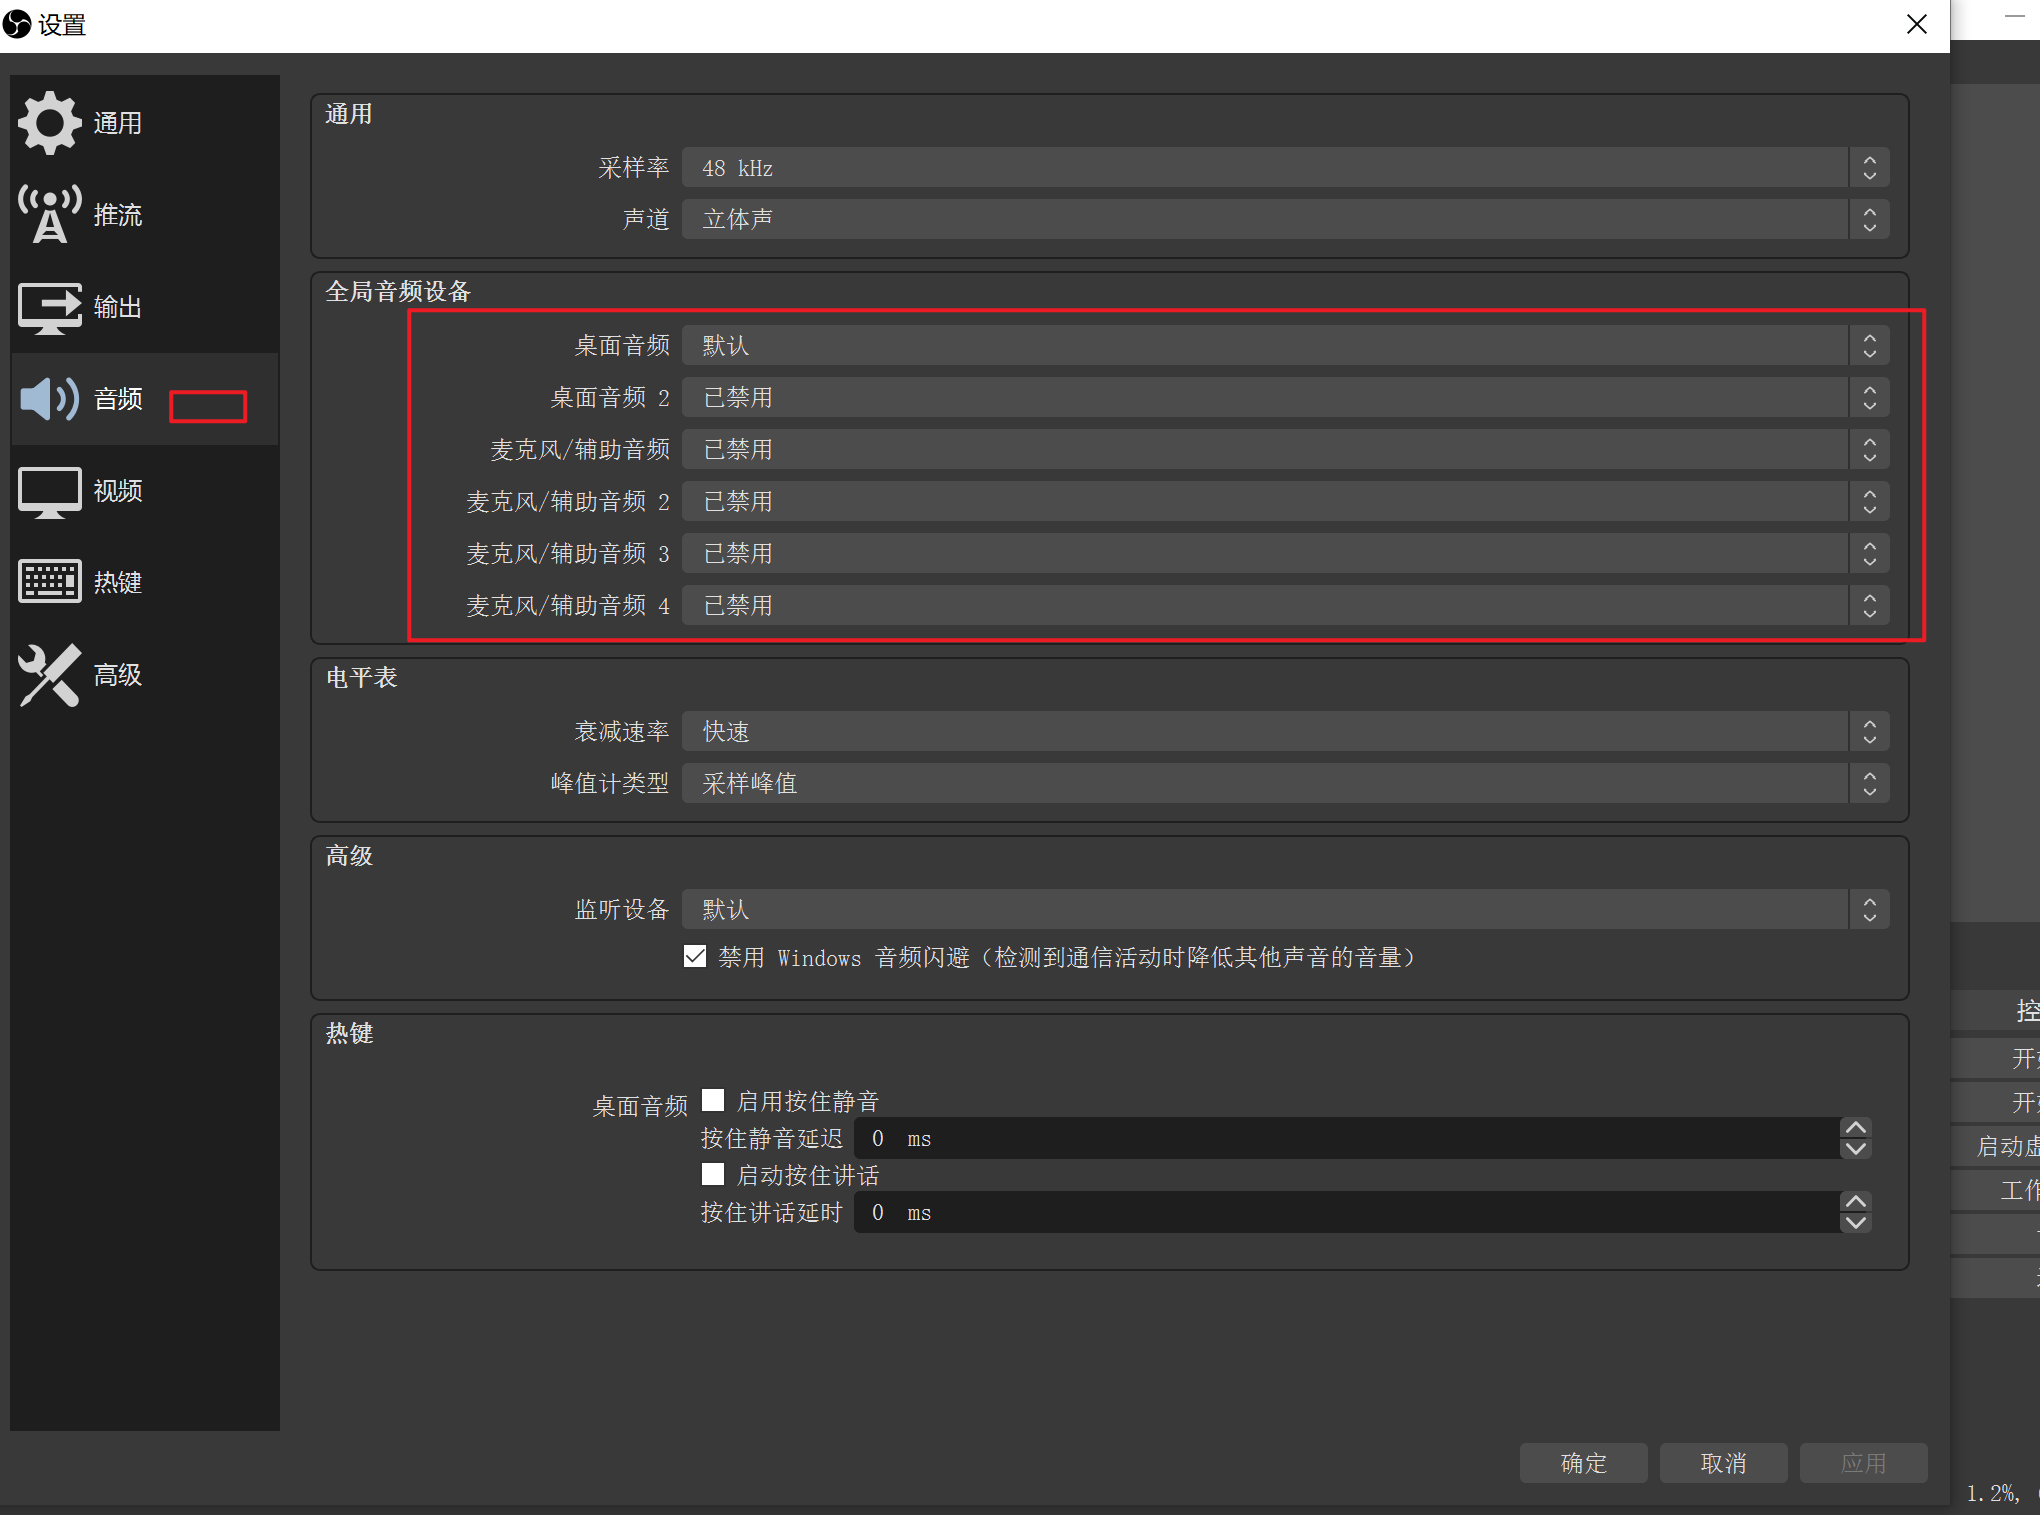 设置
通用
推流
输出
音频
视频
热键
高级
通用
采样率 48 kHz
声道 立体声
全局音频设备
桌面音频 默认
桌面音频 2 已禁用
麦克风/辅助音频 已禁用
麦克风/辅助音频 2 已禁用
麦克风/辅助音频 3 已禁用
麦克风/辅助音频 4 已禁用
电平表
衰减速率 快速
峰值计类型 采样峰值
高级
监听设备 默认
禁用 Windows 音频闪避（检测到通信活动时降低其他声音的音量）
热键
桌面音频 启用按住静音
按住静音延迟 0 ms
启动按住讲话
按住讲话延时 0 ms
确定 取消 应用
控
开
开
启动虚
工作
1.2%,